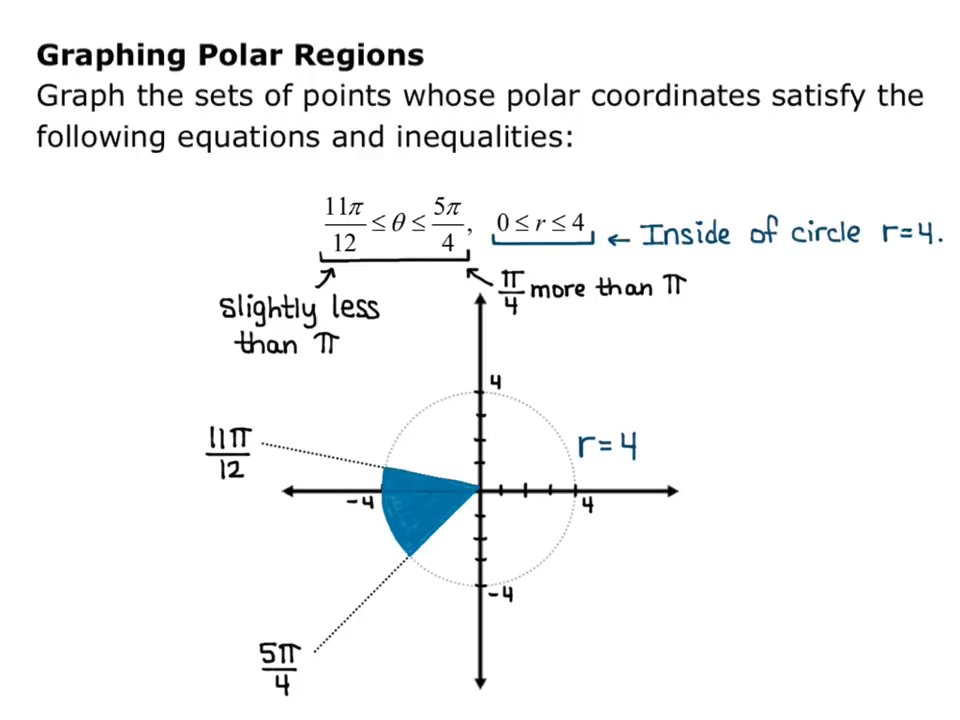 Graphing Polar Regions
Graph the sets of points whose polar coordinates satisfy the
following equations and inequalities:
11π/12 ≤ θ ≤ 5π/4, 0 ≤ r ≤ 4 ← Inside of circle r=4.
π/4 more than π
Slightly less
than π
4
11π/12
r=4
-4
4
-4
5π/4